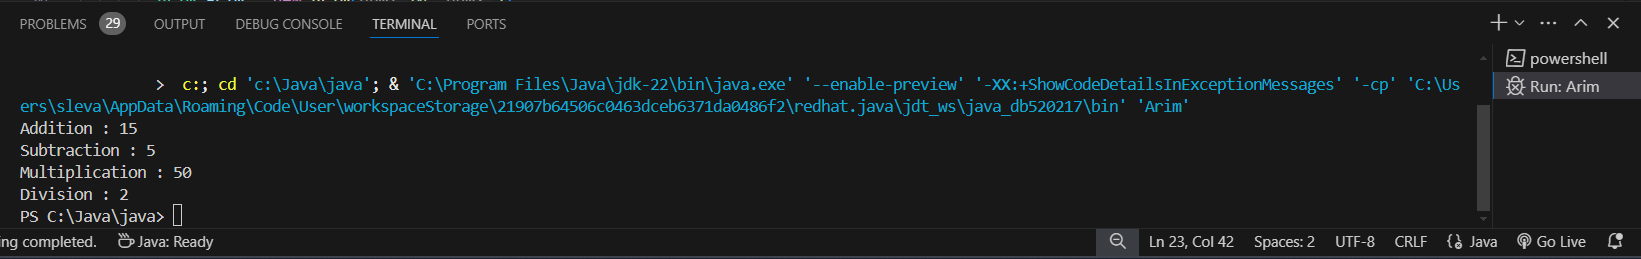 PROBLEMS 29 OUTPUT DEBUG CONSOLE TERMINAL PORTS
> c:; cd 'c:\Java\java'; & 'C:\Program Files\Java\jdk-22\bin\java.exe' '--enable-preview' '-XX:+ShowCodeDetailsInExceptionMessages' '-cp' 'C:\Us
ers\sleva\AppData\Roaming\Code\User\workspaceStorage\21907b64506c0463dceb6371da0486f2\redhat.java\jdt_ws\java_db520217\bin' 'Arim'
Addition : 15
Subtraction : 5
Multiplication : 50
Division : 2
PS C:\Java\java>
powershell
Run: Arim
ing completed. Java: Ready Ln 23, Col 42 Spaces: 2 UTF-8 CRLF Java Go Live